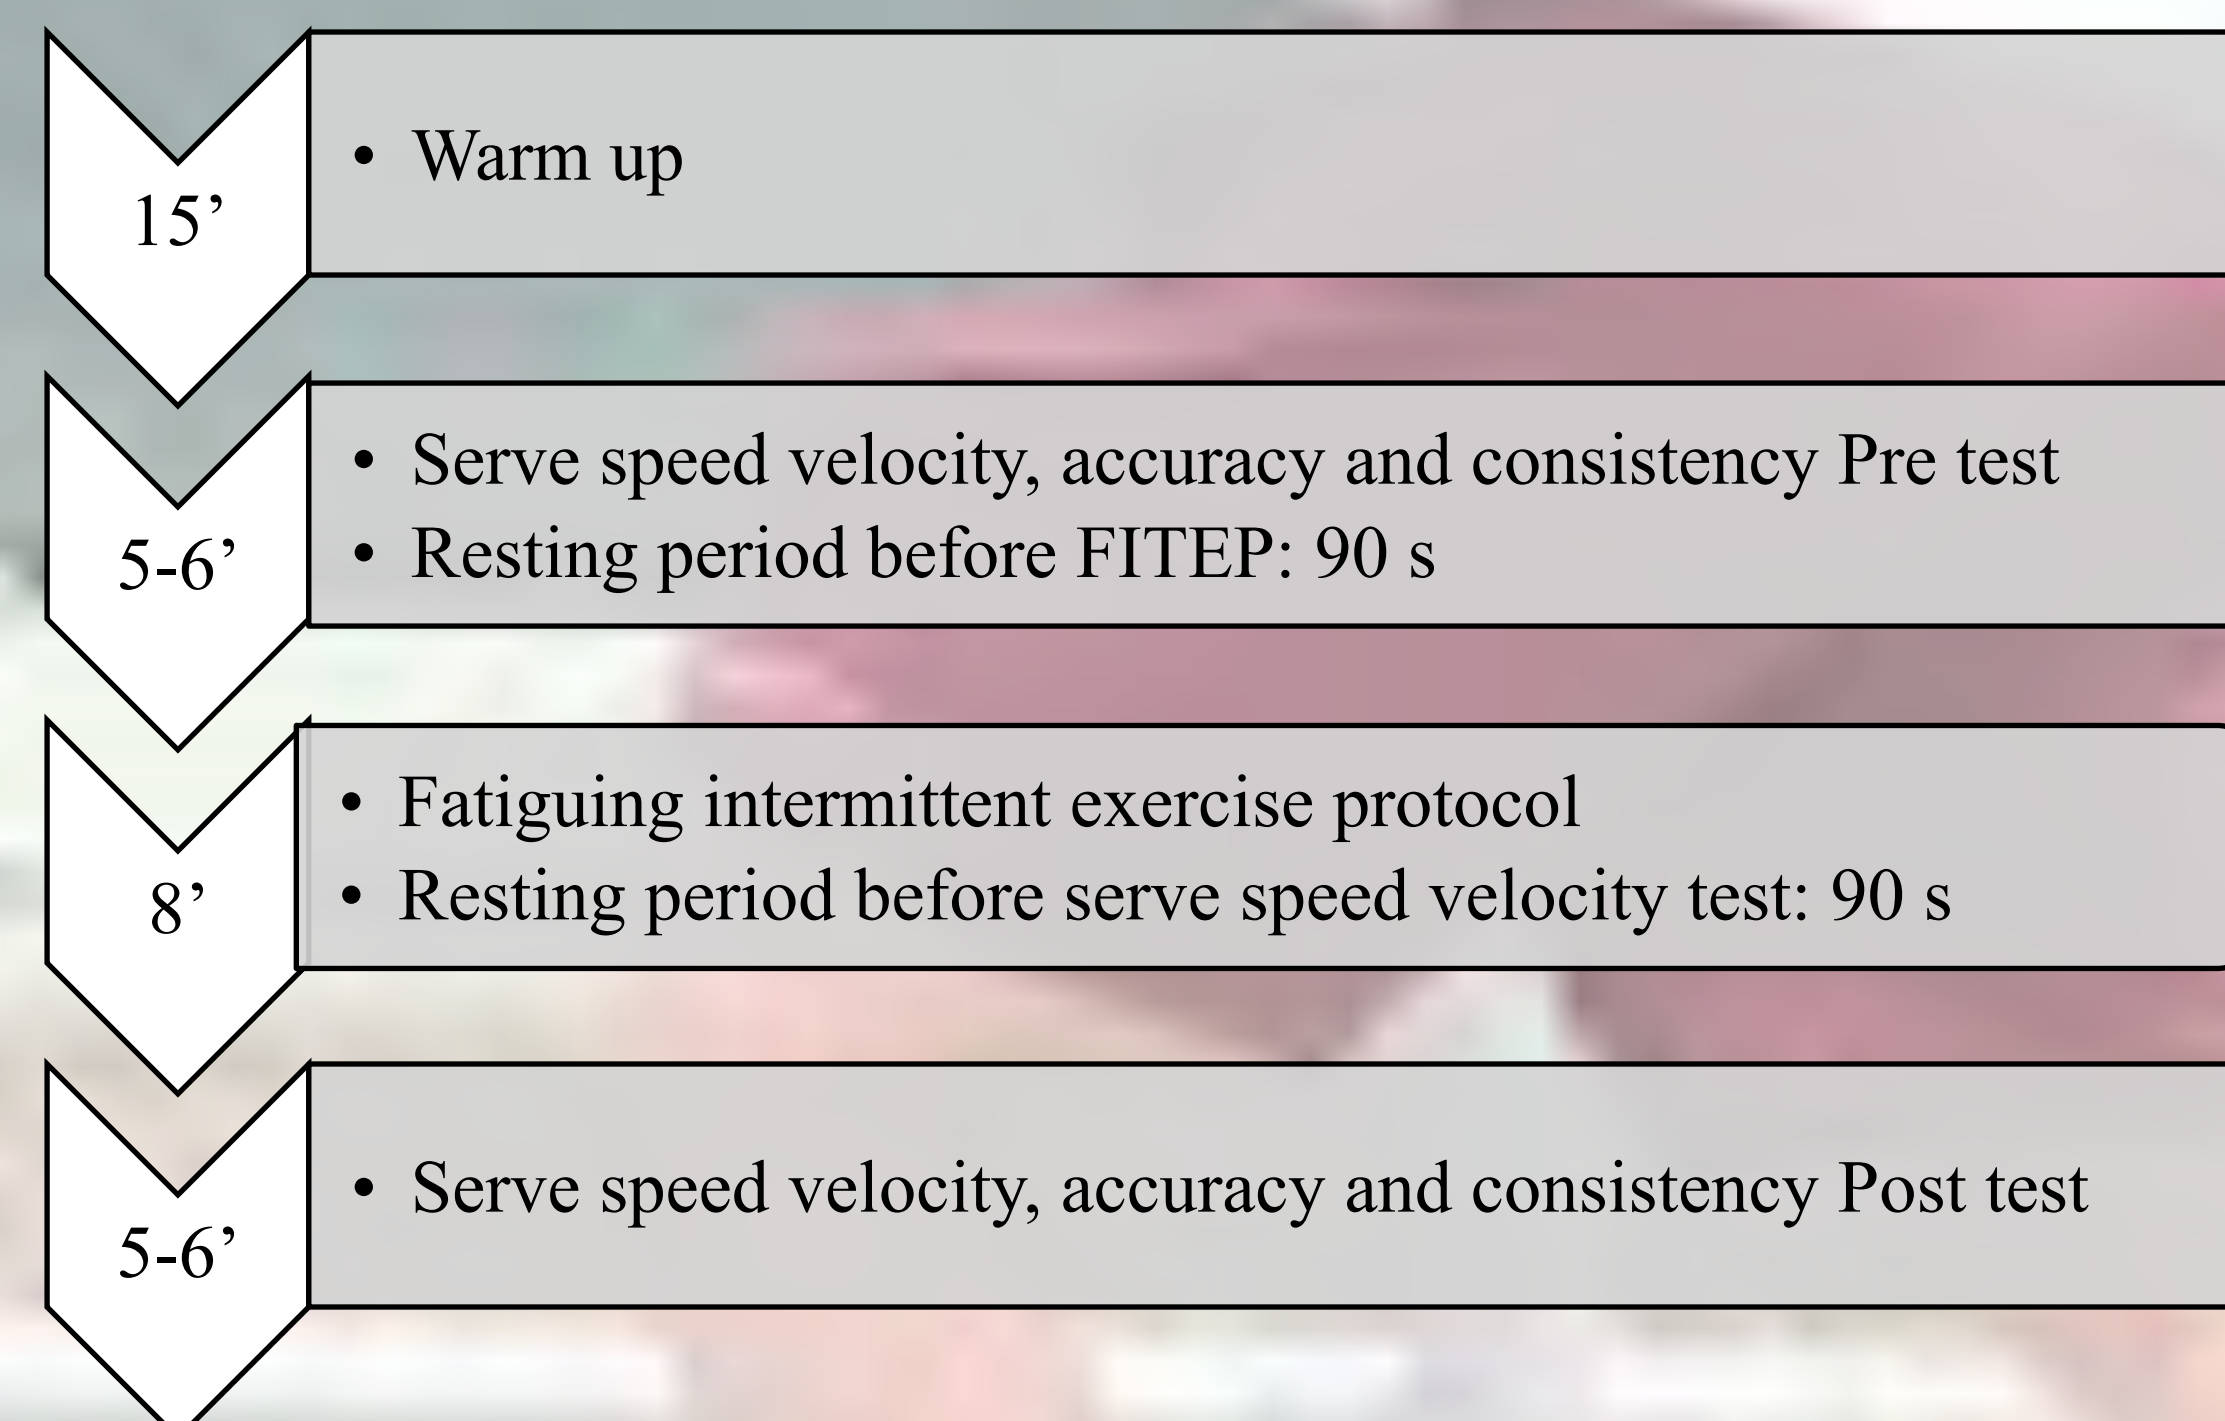 15’
• Warm up
5-6’
• Serve speed velocity, accuracy and consistency Pre test
• Resting period before FITEP: 90 s
8’
• Fatiguing intermittent exercise protocol
• Resting period before serve speed velocity test: 90 s
5-6’
• Serve speed velocity, accuracy and consistency Post test